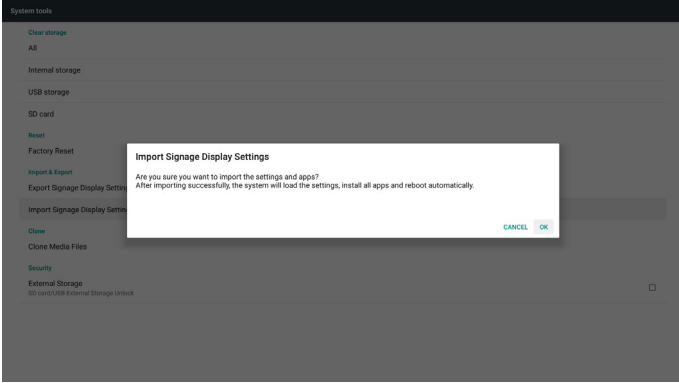 System tools
Clear storage
All
Internal storage
USB storage
SD card
Reset
Factory Reset
Import & Export
Export Signage Display Settin
Import Signage Display Settin
Clone
Clone Media Files
Security
External Storage
SD card/USB External Storage Unlock
Import Signage Display Settings
Are you sure you want to import the settings and apps?
After importing successfully, the system will load the settings, install all apps and reboot automatically.
CANCEL OK